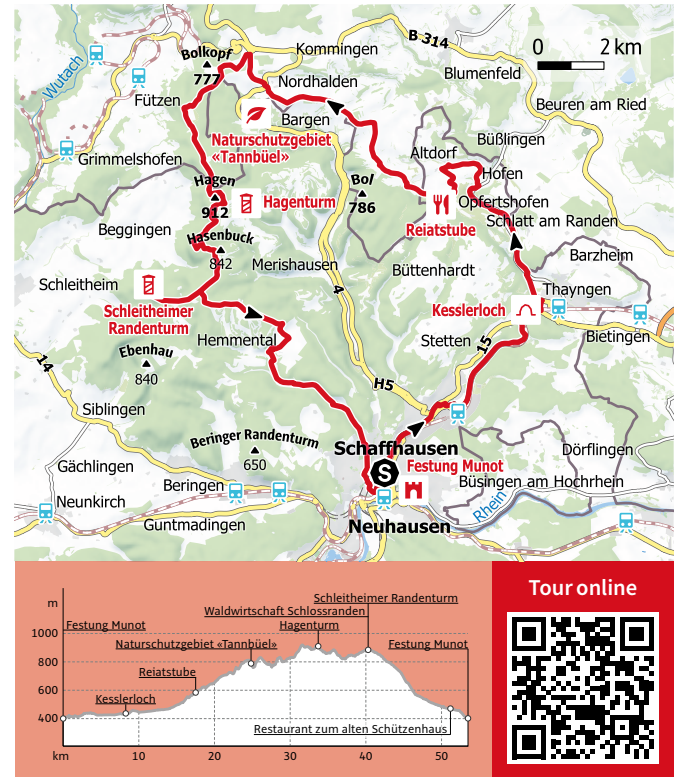 Bolkopf
777
Kommingen
B 314
0 2 km
Wutach
Nordhalden
Blumenfeld
Fützen
Bargen
Beuren am Ried
Naturschutzgebiet
«Tannbüel»
Altdorf
Büßlingen
Grimmelshofen
Hofen
Hagen
912
Hagenturm
Bol
786
Opfertshofen
Reiatstube
Schlatt am Randen
Beggingen
Hasenbuck
842
Merishausen
Büttenhardt
Barzheim
Schleitheim
4
Thayngen
Schleitheimer
Randenturm
Kesslerloch
Hemmental
Stetten
15
Bietingen
Ebenhau
840
14
H5
Siblingen
Beringer Randenturm
650
Schaffhausen
S
Festung Munot
Dörflingen
Gächlingen
Beringen
Büsingen am Hochrhein
Neunkirch
Rhein
Guntmadingen
Neuhausen
m
1000
800
600
400
km
10
20
30
40
50
Festung Munot
Kesslerloch
Reiatstube
Naturschutzgebiet «Tannbüel»
Hagenturm
Waldwirtschaft Schlossranden
Schleitheimer Randenturm
Restaurant zum alten Schützenhaus
Festung Munot
Tour online